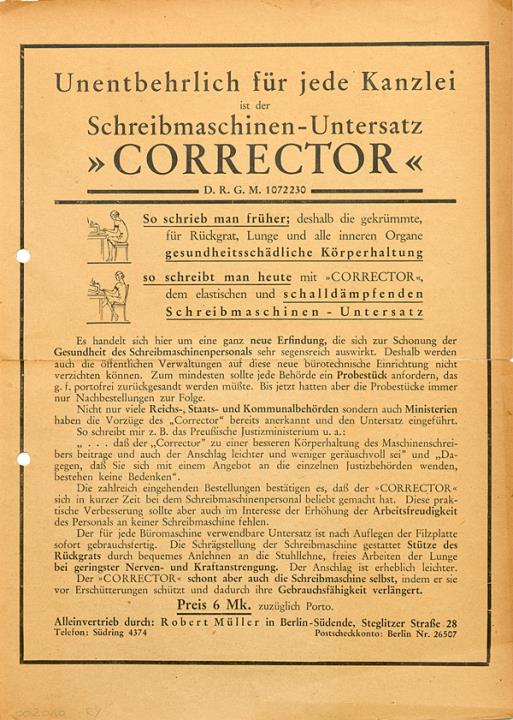 Unentbehrlich für jede Kanzlei
ist der
Schreibmaschinen-Untersatz
»CORRECTOR«
D. R. G. M. 1072230
So schrieb man früher; deshalb die gekrümmte,
für Rückgrat, Lunge und alle inneren Organe
gesundheitsschädliche Körperhaltung
so schreibt man heute mit »CORRECTOR«,
dem elastischen und schalldämpfenden
Schreibmaschinen - Untersatz
Es handelt sich hier um eine ganz neue Erfindung, die sich zur Schonung der
Gesundheit des Schreibmaschinenpersonals sehr segensreich auswirkt. Deshalb werden
auch die öffentlichen Verwaltungen auf diese neue bürotechnische Einrichtung nicht
verzichten können. Zum mindesten sollte jede Behörde ein Probestück anfordern, das
g. f. portofrei zurückgesandt werden müßte. Bis jetzt hatten aber die Probestücke immer
nur Nachbestellungen zur Folge.
Nicht nur viele Reichs-, Staats- und Kommunalbehörden sondern auch Ministerien
haben die Vorzüge des „Corrector" bereits anerkannt und den Untersatz eingeführt.
So schreibt mir z. B. das Preußische Justizministerium u. a.:
„ . . . . daß der „Corrector" zu einer besseren Körperhaltung des Maschinenschrei-
bers beitrage und auch der Anschlag leichter und weniger geräuschvoll sei" und „Da-
gegen, daß Sie sich mit einem Angebot an die einzelnen Justizbehörden wenden,
bestehen keine Bedenken".
Die zahlreich eingehenden Bestellungen bestätigen es, daß der »CORRECTOR«
sich in kurzer Zeit bei dem Schreibmaschinenpersonal beliebt gemacht hat. Diese prak-
tische Verbesserung sollte aber auch im Interesse der Erhöhung der Arbeitsfreudigkeit
des Personals an keiner Schreibmaschine fehlen.
Der für jede Büromaschine verwendbare Untersatz ist nach Auflegen der Filzplatte
sofort gebrauchsfertig. Die Schrägstellung der Schreibmaschine gestattet Stütze des
Rückgrats durch bequemes Anlehnen an die Stuhllehne, freies Arbeiten der Lunge
bei geringster Nerven- und Kraftanstrengung. Der Anschlag ist erheblich leichter.
Der »CORRECTOR« schont aber auch die Schreibmaschine selbst, indem er sie
vor Erschütterungen schützt und dadurch ihre Gebrauchsfähigkeit verlängert.
Preis 6 Mk. zuzüglich Porto.
Alleinvertrieb durch: Robert Müller in Berlin-Südende, Steglitzer Straße 28
Telefon: Südring 4374 Postscheckkonto: Berlin Nr. 26507